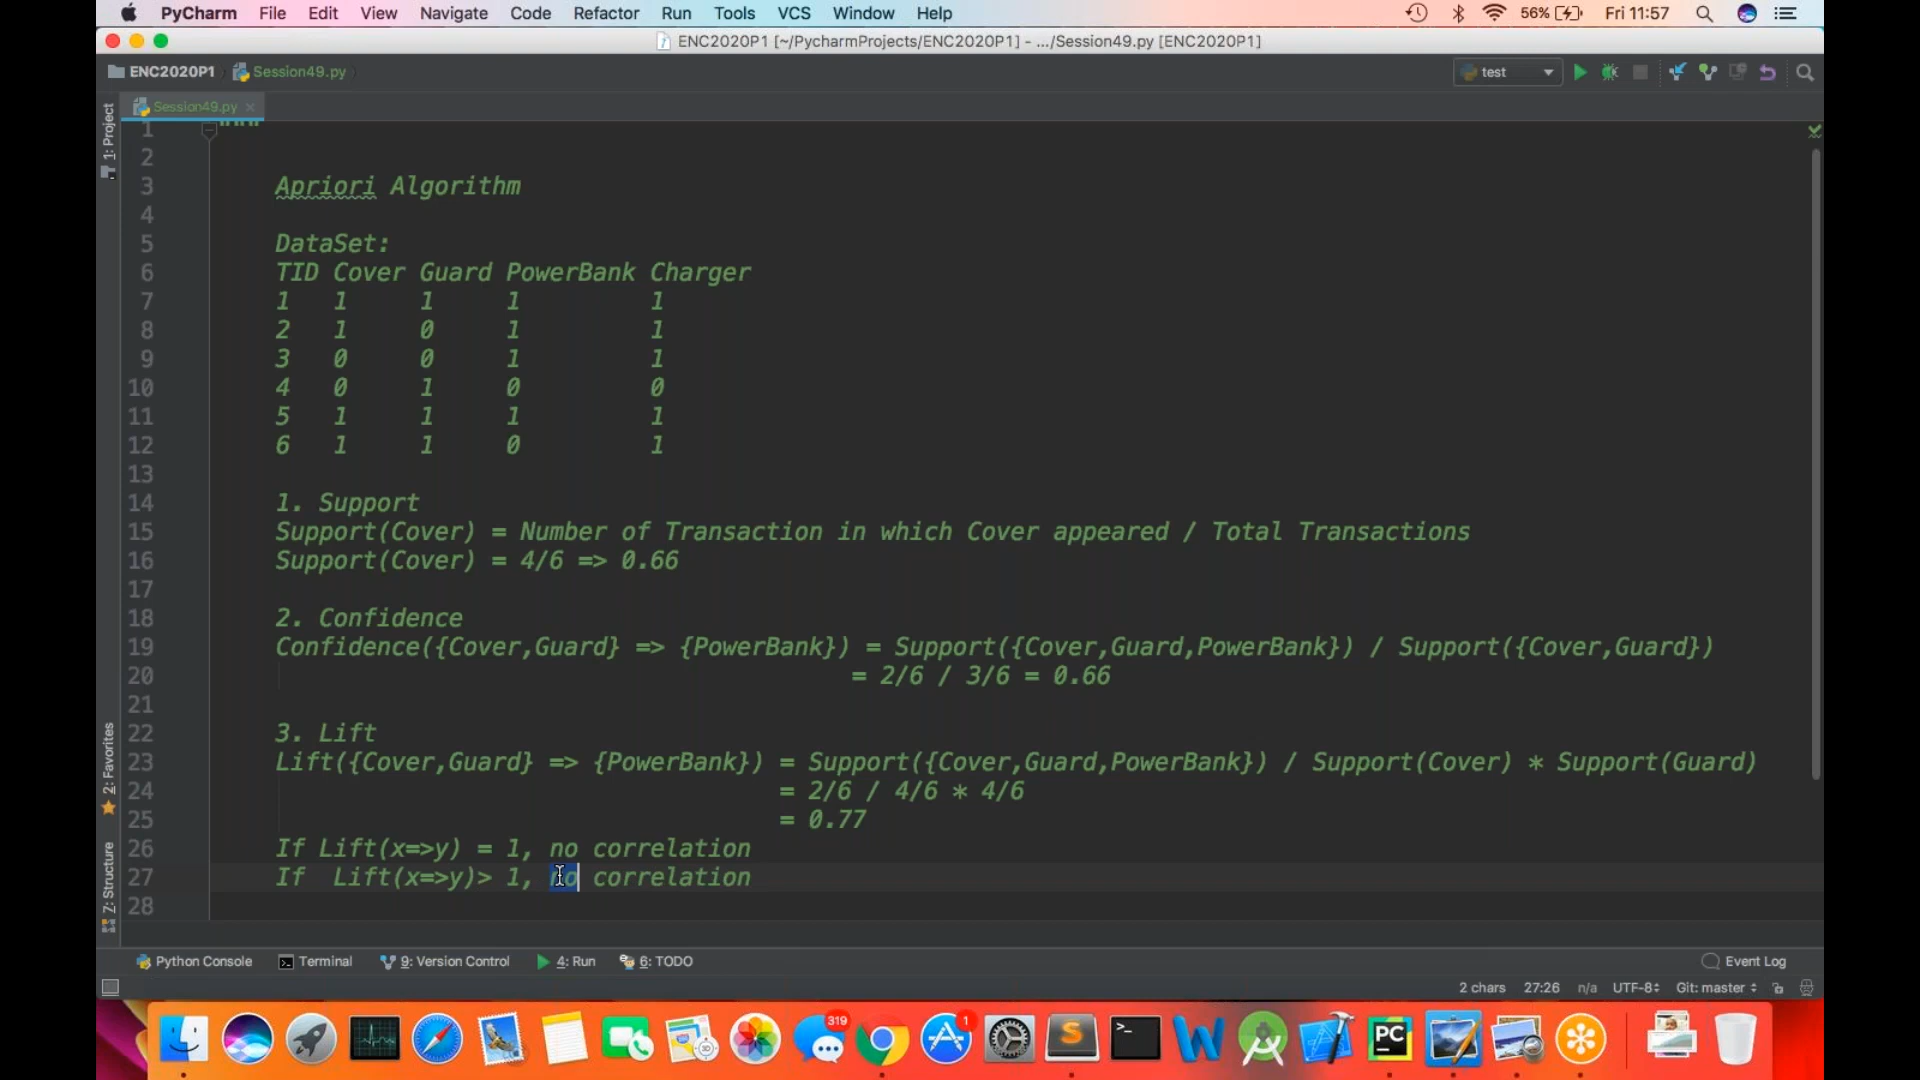 PyCharm File Edit View Navigate Code Refactor Run Tools VCS Window Help 56% Fri 11:57
ENC2020P1 [~/PycharmProjects/ENC2020P1] - .../Session49.py [ENC2020P1]
ENC2020P1 Session49.py test
Session49.py
1: Project
2: Favorites
Z: Structure
1 """
2
3 Apriori Algorithm
4
5 DataSet:
6 TID Cover Guard PowerBank Charger
7 1 1 1 1 1
8 2 1 0 1 1
9 3 0 0 1 1
10 4 0 1 0 0
11 5 1 1 1 1
12 6 1 1 0 1
13
14 1. Support
15 Support(Cover) = Number of Transaction in which Cover appeared / Total Transactions
16 Support(Cover) = 4/6 => 0.66
17
18 2. Confidence
19 Confidence({Cover,Guard} => {PowerBank}) = Support({Cover,Guard,PowerBank}) / Support({Cover,Guard})
20 = 2/6 / 3/6 = 0.66
21
22 3. Lift
23 Lift({Cover,Guard} => {PowerBank}) = Support({Cover,Guard,PowerBank}) / Support(Cover) * Support(Guard)
24 = 2/6 / 4/6 * 4/6
25 = 0.77
26 If Lift(x=>y) = 1, no correlation
27 If  Lift(x=>y)> 1, no correlation
28
Python Console Terminal 9: Version Control 4: Run 6: TODO Event Log
2 chars 27:26 n/a UTF-8 Git: master
319 1
PC